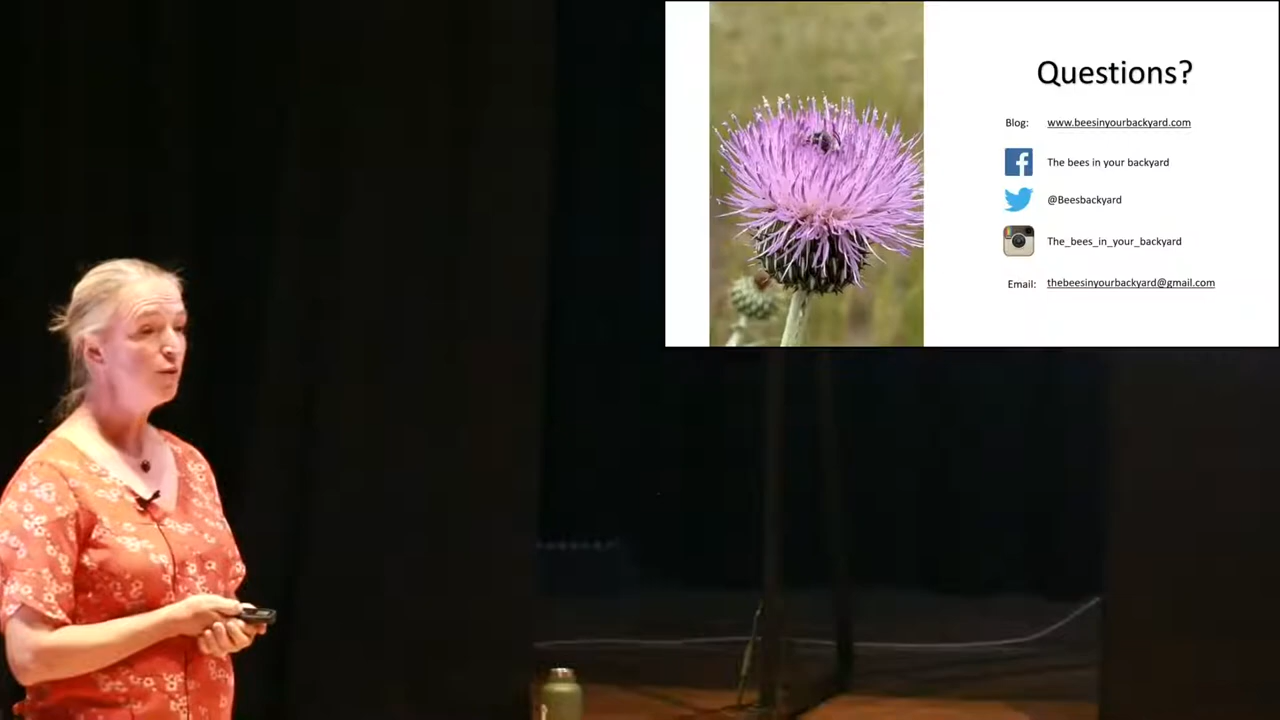 Questions?
Blog: www.beesinyourbackyard.com
The bees in your backyard
@Beesbackyard
The_bees_in_your_backyard
Email: thebeesinyourbackyard@gmail.com